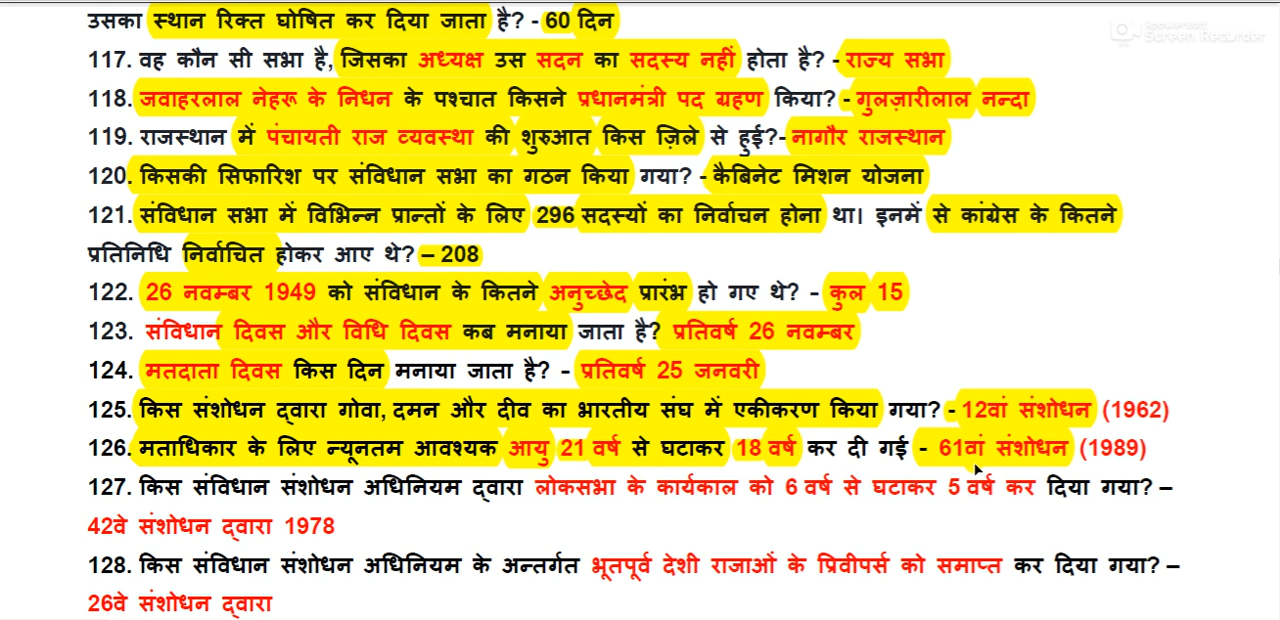 उसका स्थान रिक्त घोषित कर दिया जाता है? - 60 दिन
Apowersoft
Screen Recorder
117. वह कौन सी सभा है, जिसका अध्यक्ष उस सदन का सदस्य नहीं होता है? - राज्य सभा
118. जवाहरलाल नेहरू के निधन के पश्चात किसने प्रधानमंत्री पद ग्रहण किया? - गुलज़ारीलाल नन्दा
119. राजस्थान में पंचायती राज व्यवस्था की शुरुआत किस ज़िले से हुई?- नागौर राजस्थान
120. किसकी सिफारिश पर संविधान सभा का गठन किया गया? - कैबिनेट मिशन योजना
121. संविधान सभा में विभिन्न प्रान्तों के लिए 296 सदस्यों का निर्वाचन होना था। इनमें से कांग्रेस के कितने
प्रतिनिधि निर्वाचित होकर आए थे? – 208
122. 26 नवम्बर 1949 को संविधान के कितने अनुच्छेद प्रारंभ हो गए थे? - कुल 15
123. संविधान दिवस और विधि दिवस कब मनाया जाता है? प्रतिवर्ष 26 नवम्बर
124. मतदाता दिवस किस दिन मनाया जाता है? - प्रतिवर्ष 25 जनवरी
125. किस संशोधन द्वारा गोवा, दमन और दीव का भारतीय संघ में एकीकरण किया गया? - 12वां संशोधन (1962)
126. मताधिकार के लिए न्यूनतम आवश्यक आयु 21 वर्ष से घटाकर 18 वर्ष कर दी गई - 61वां संशोधन (1989)
127. किस संविधान संशोधन अधिनियम द्वारा लोकसभा के कार्यकाल को 6 वर्ष से घटाकर 5 वर्ष कर दिया गया? –
42वे संशोधन द्वारा 1978
128. किस संविधान संशोधन अधिनियम के अन्तर्गत भूतपूर्व देशी राजाओं के प्रिवीपर्स को समाप्त कर दिया गया? –
26वे संशोधन द्वारा